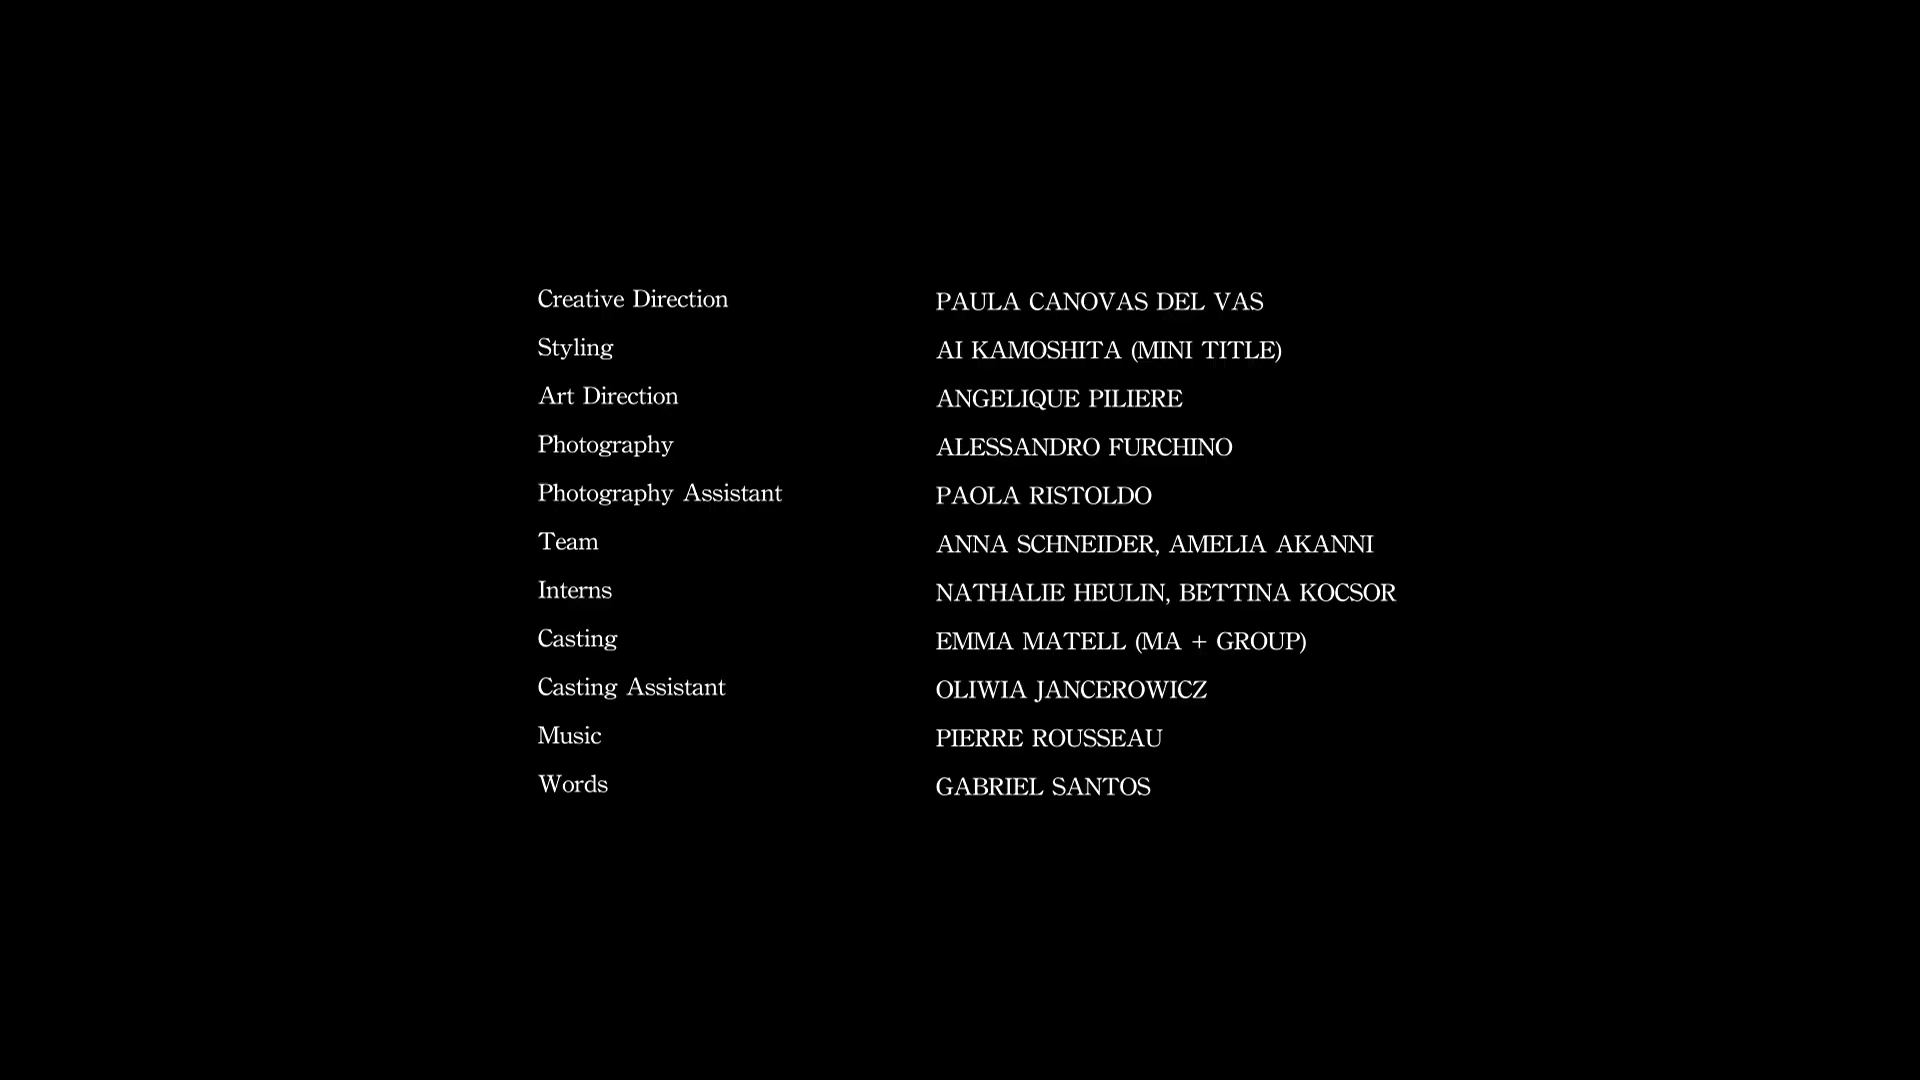 Creative Direction PAULA CANOVAS DEL VAS
Styling AI KAMOSHITA (MINI TITLE)
Art Direction ANGELIQUE PILIERE
Photography ALESSANDRO FURCHINO
Photography Assistant PAOLA RISTOLDO
Team ANNA SCHNEIDER, AMELIA AKANNI
Interns NATHALIE HEULIN, BETTINA KOCSOR
Casting EMMA MATELL (MA + GROUP)
Casting Assistant OLIWIA JANCEROWICZ
Music PIERRE ROUSSEAU
Words GABRIEL SANTOS